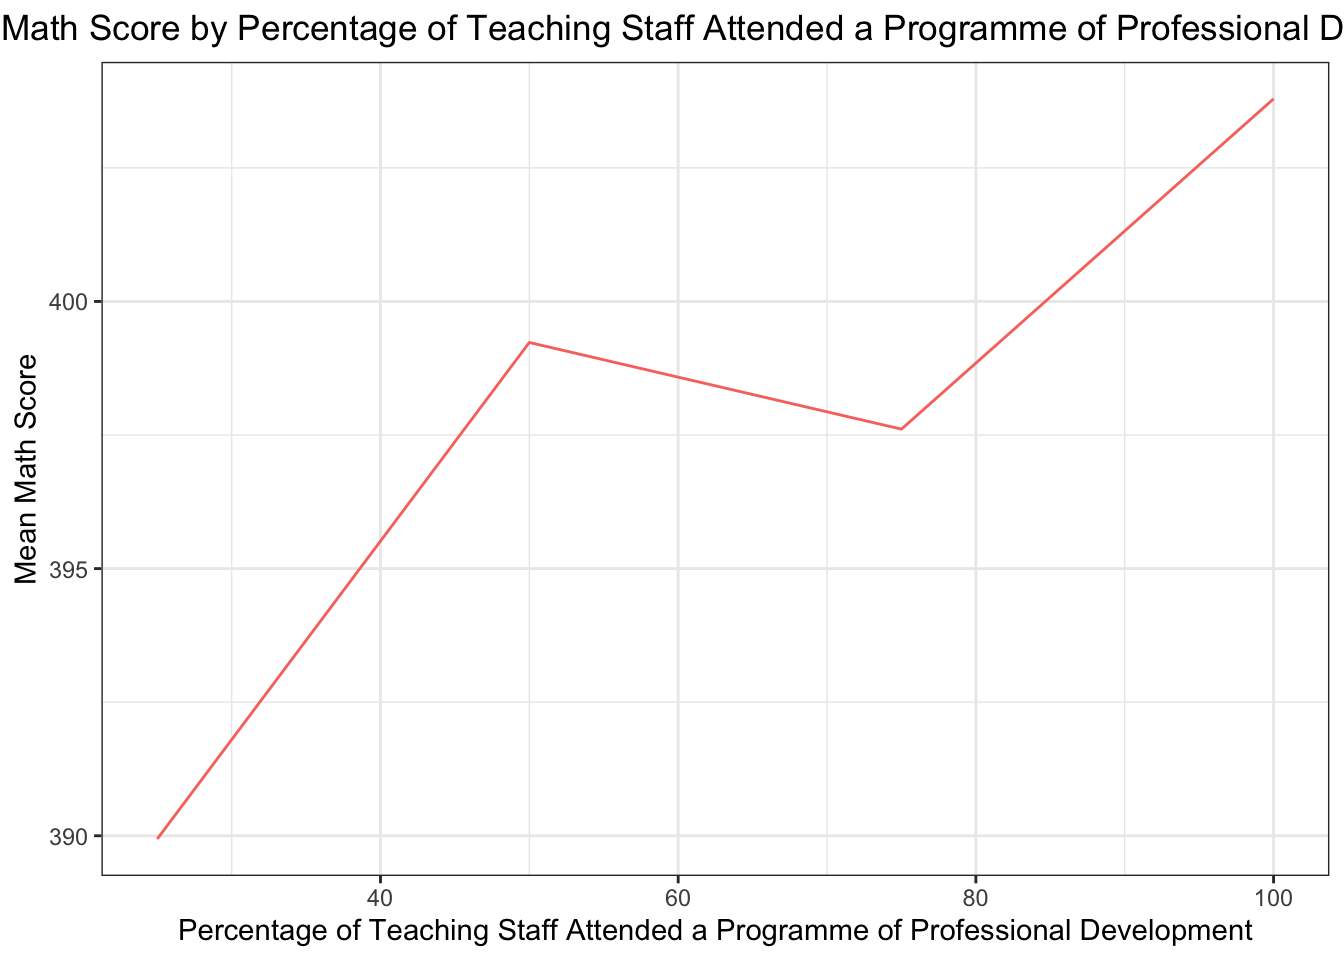 Math Score by Percentage of Teaching Staff Attended a Programme of Professional D
Mean Math Score
400
395
390
40 60 80 100
Percentage of Teaching Staff Attended a Programme of Professional Development